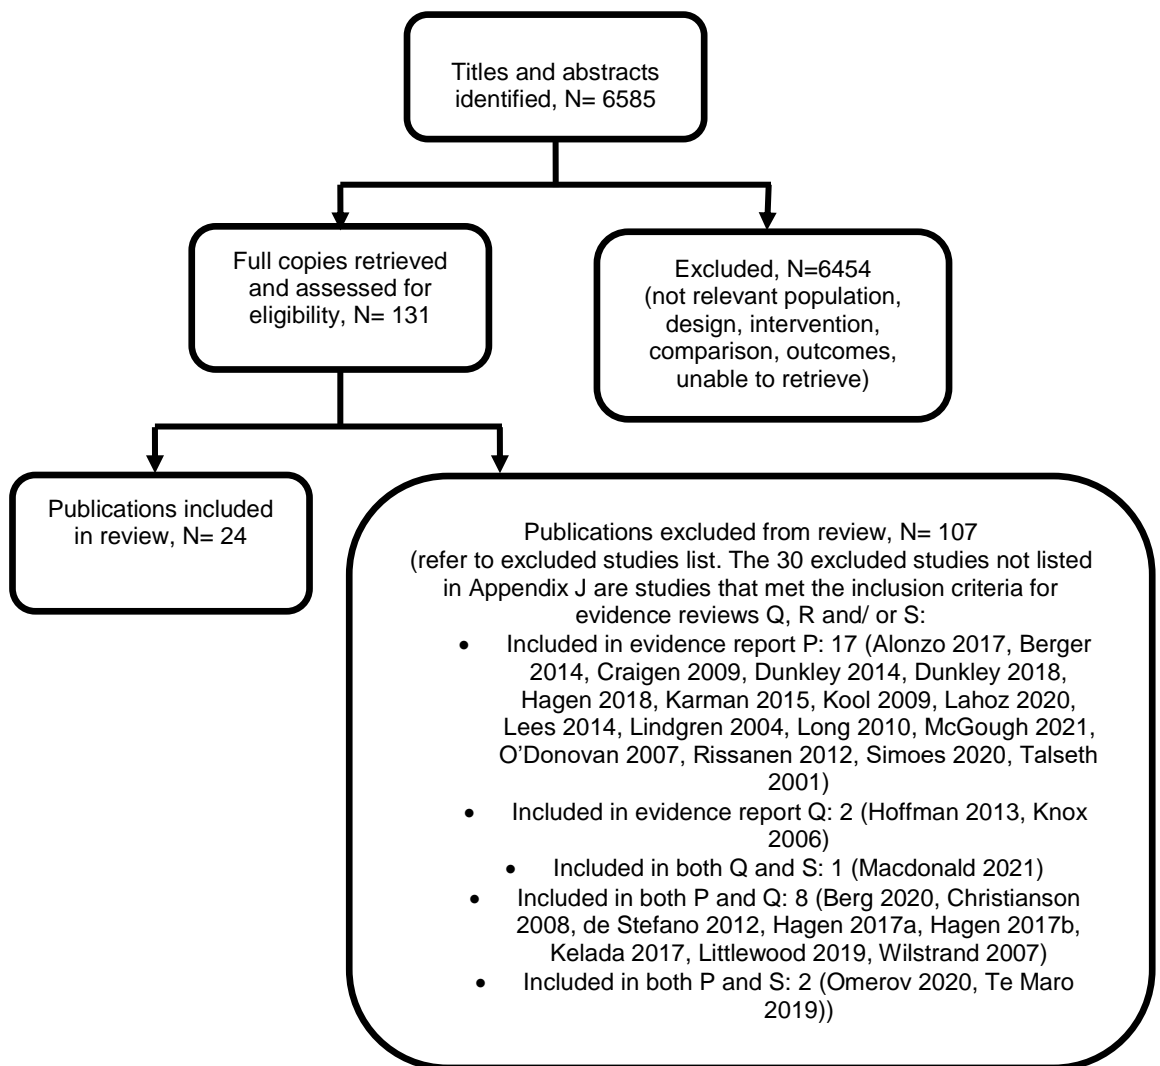 Titles and abstracts
identified, N= 6585
Full copies retrieved
and assessed for
eligibility, N= 131
Excluded, N=6454
(not relevant population,
design, intervention,
comparison, outcomes,
unable to retrieve)
Publications included
in review, N= 24
Publications excluded from review, N= 107
(refer to excluded studies list. The 30 excluded studies not listed
in Appendix J are studies that met the inclusion criteria for
evidence reviews Q, R and/ or S:
• Included in evidence report P: 17 (Alonzo 2017, Berger
2014, Craigen 2009, Dunkley 2014, Dunkley 2018,
Hagen 2018, Karman 2015, Kool 2009, Lahoz 2020,
Lees 2014, Lindgren 2004, Long 2010, McGough 2021,
O’Donovan 2007, Rissanen 2012, Simoes 2020, Talseth
2001)
• Included in evidence report Q: 2 (Hoffman 2013, Knox
2006)
• Included in both Q and S: 1 (Macdonald 2021)
• Included in both P and Q: 8 (Berg 2020, Christianson
2008, de Stefano 2012, Hagen 2017a, Hagen 2017b,
Kelada 2017, Littlewood 2019, Wilstrand 2007)
• Included in both P and S: 2 (Omerov 2020, Te Maro
2019))